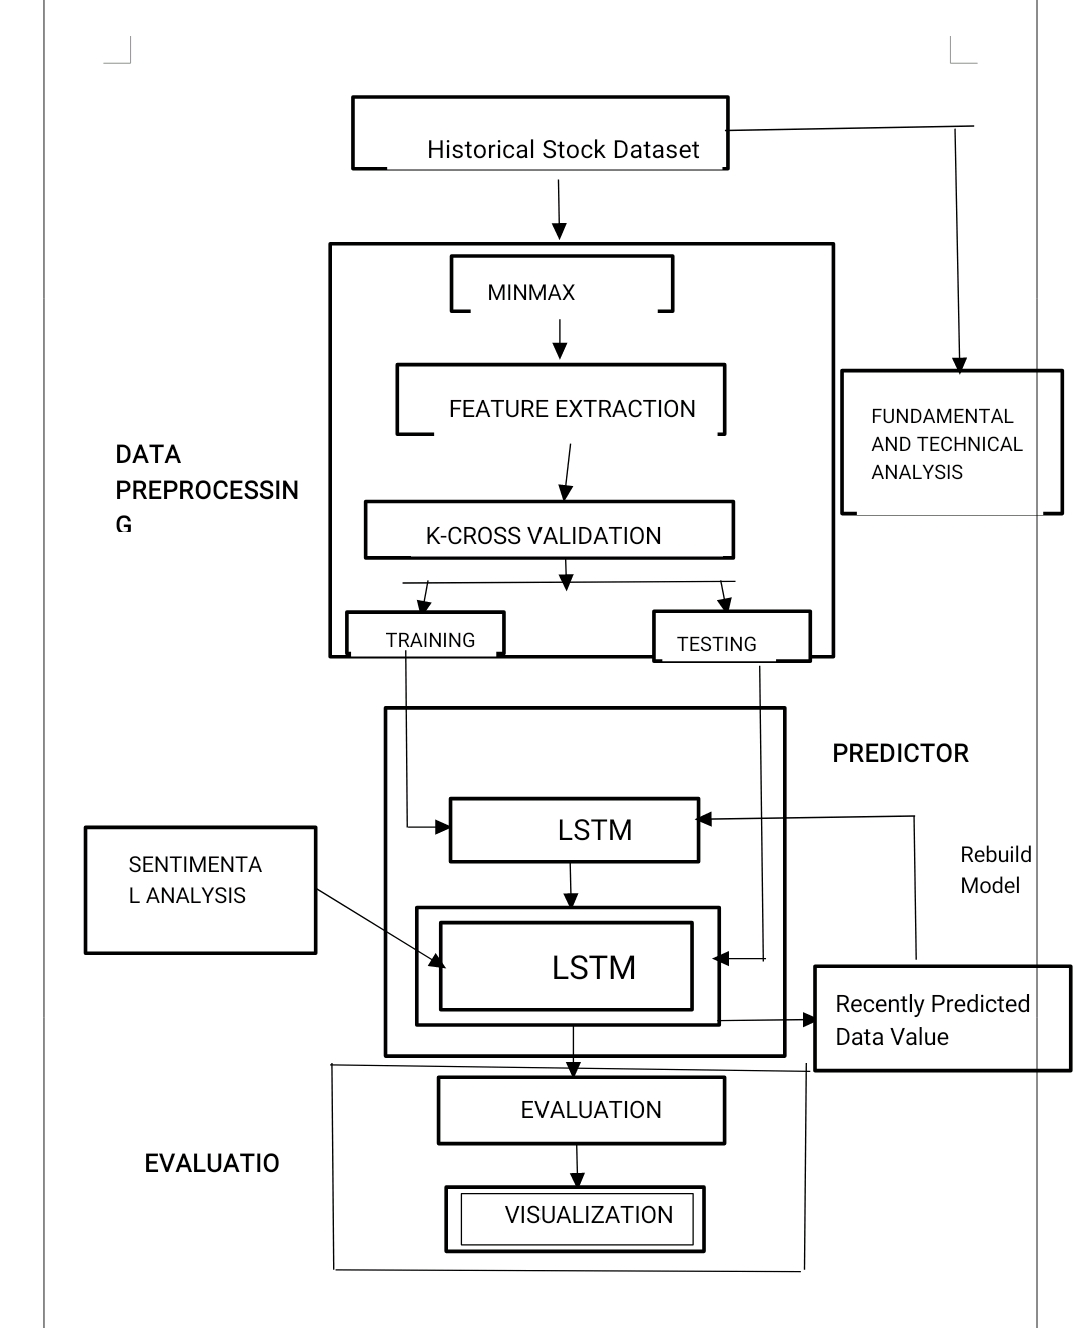 Historical Stock Dataset
MINMAX
FEATURE EXTRACTION
FUNDAMENTAL
AND TECHNICAL
ANALYSIS
DATA
PREPROCESSIN
G
K-CROSS VALIDATION
TRAINING
TESTING
PREDICTOR
LSTM
SENTIMENTA
L ANALYSIS
Rebuild
Model
LSTM
Recently Predicted
Data Value
EVALUATION
EVALUATIO
VISUALIZATION